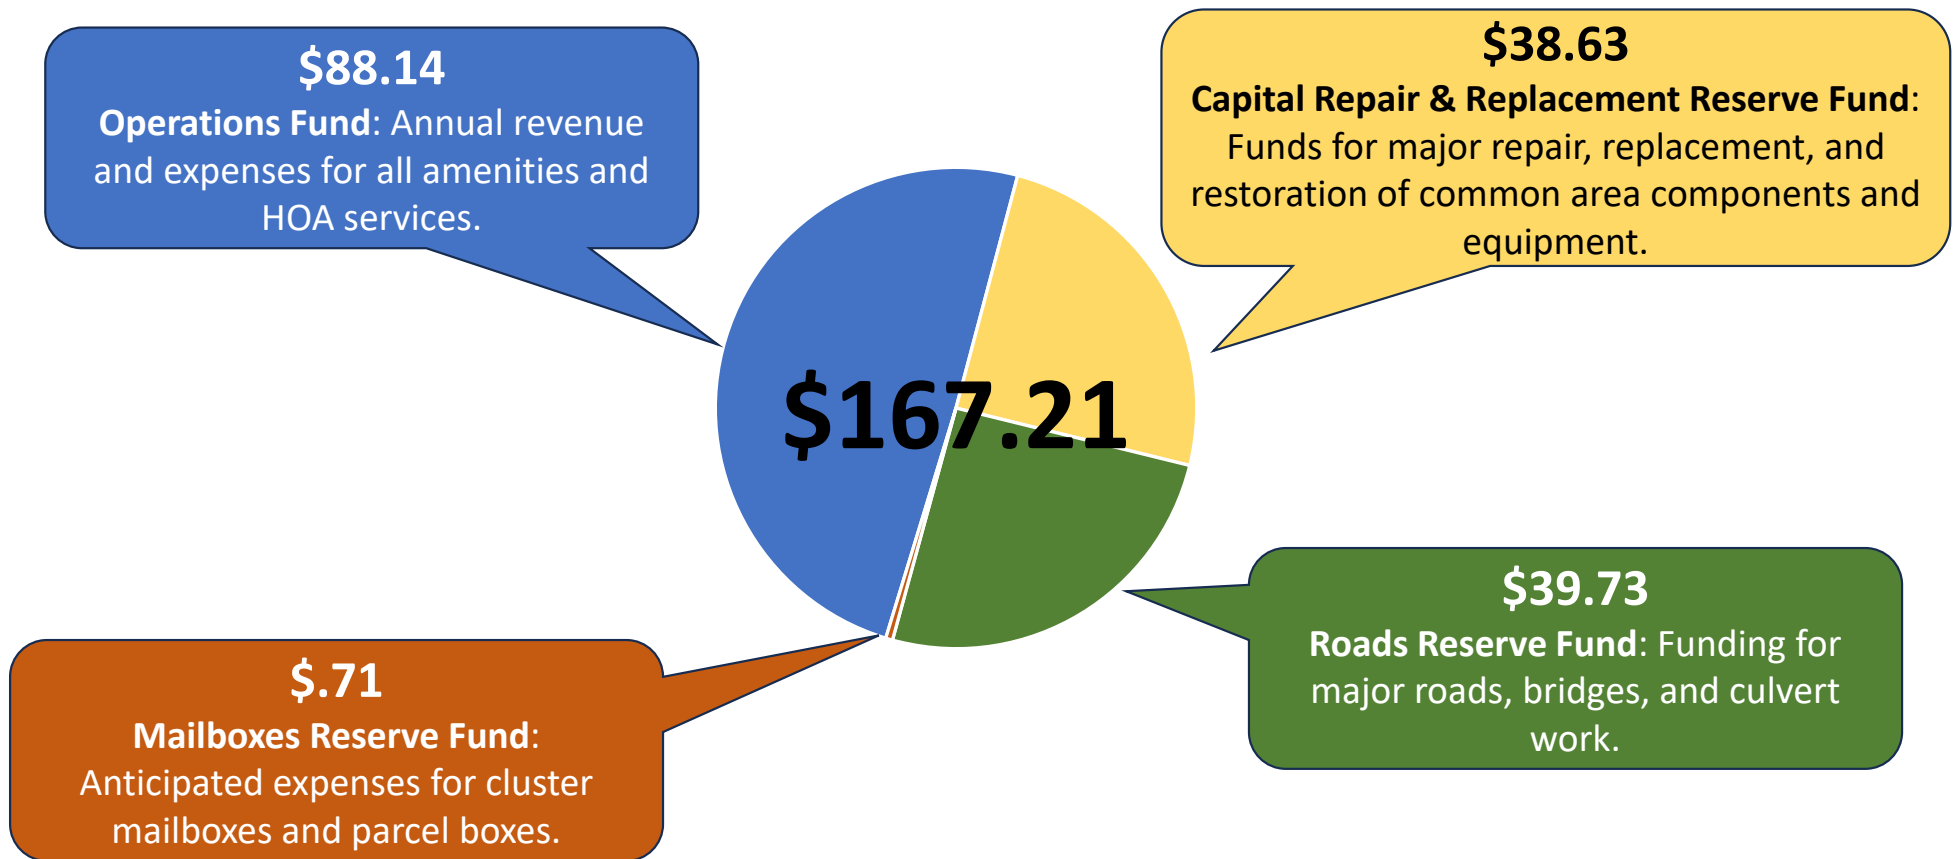 $88.14
Operations Fund: Annual revenue
and expenses for all amenities and
HOA services.
$38.63
Capital Repair & Replacement Reserve Fund:
Funds for major repair, replacement, and
restoration of common area components and
equipment.
$167.21
$.71
Mailboxes Reserve Fund:
Anticipated expenses for cluster
mailboxes and parcel boxes.
$39.73
Roads Reserve Fund: Funding for
major roads, bridges, and culvert
work.